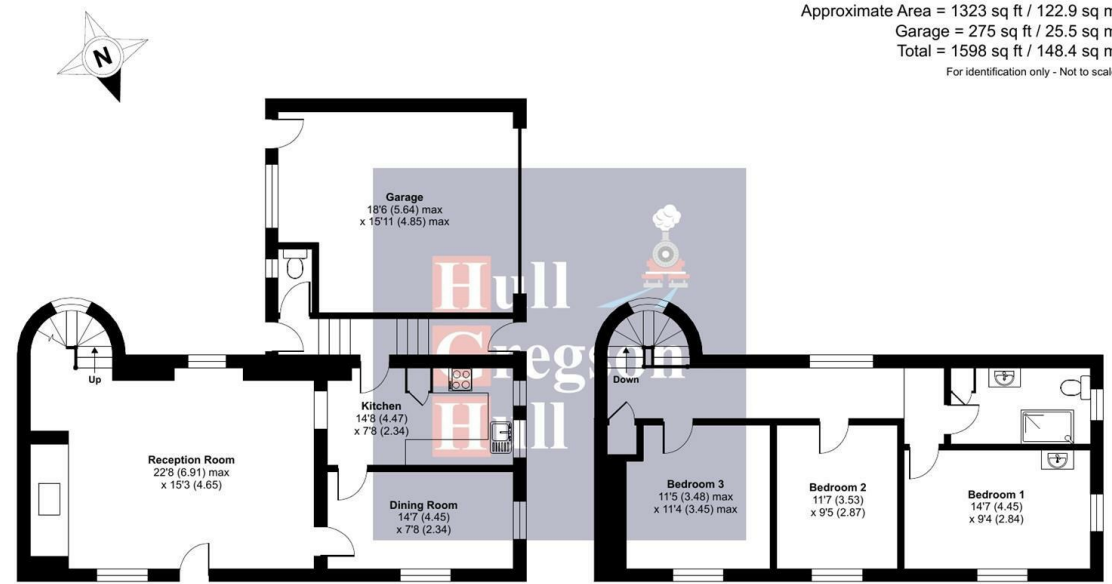 Approximate Area = 1323 sq ft / 122.9 sq m
Garage = 275 sq ft / 25.5 sq m
Total = 1598 sq ft / 148.4 sq m
For identification only - Not to scale
N
Garage
18'6 (5.64) max
x 15'11 (4.85) max
Hull
Gregson
Hull
Up
Down
Kitchen
14'8 (4.47)
x 7'8 (2.34)
Reception Room
22'8 (6.91) max
x 15'3 (4.65)
Dining Room
14'7 (4.45)
x 7'8 (2.34)
Bedroom 3
11'5 (3.48) max
x 11'4 (3.45) max
Bedroom 2
11'7 (3.53)
x 9'5 (2.87)
Bedroom 1
14'7 (4.45)
x 9'4 (2.84)